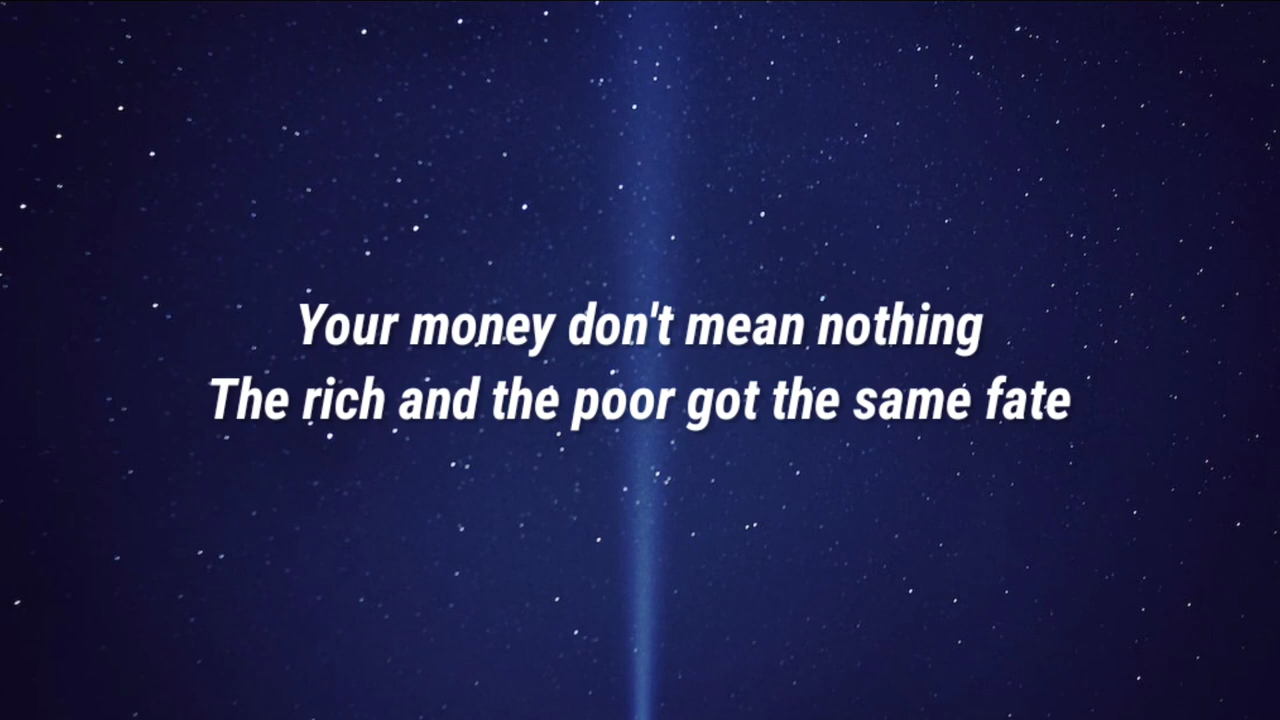 Your money don't mean nothing
The rich and the poor got the same fate